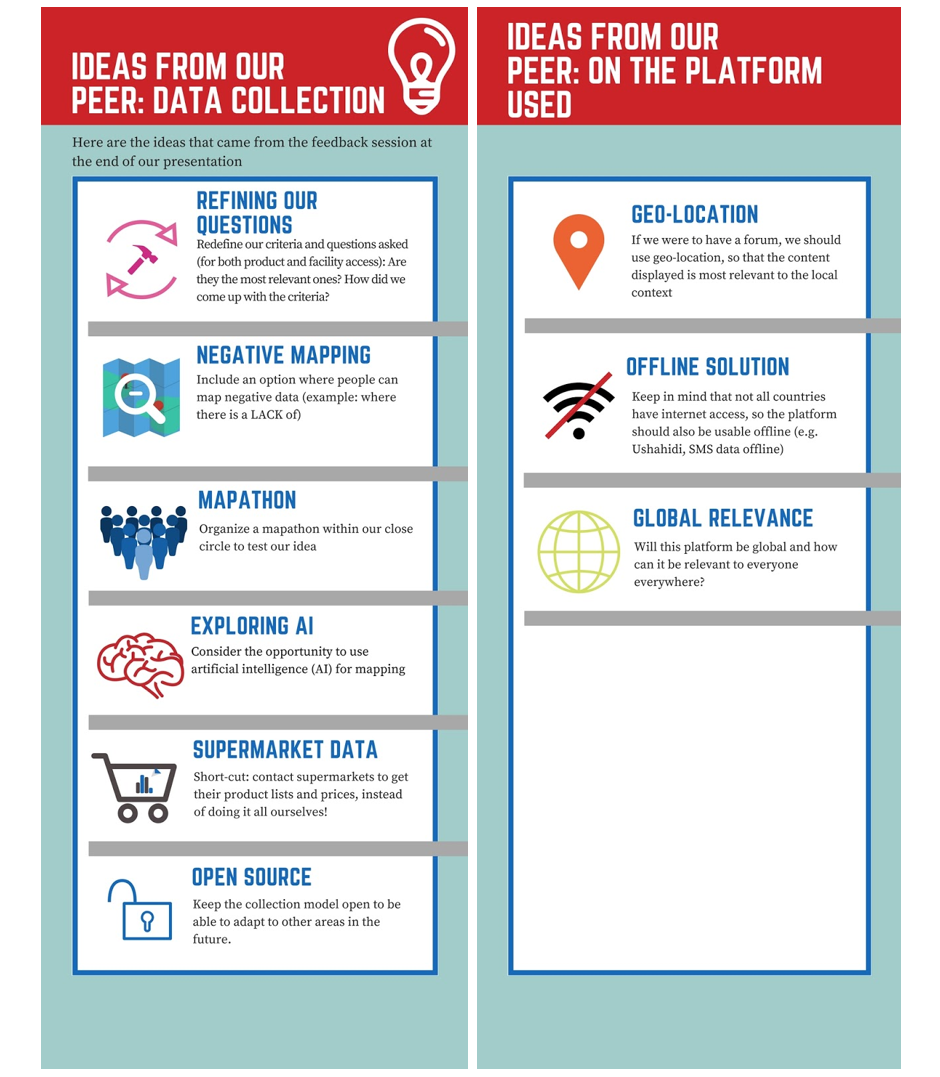 IDEAS FROM OUR
PEER: DATA COLLECTION
Here are the ideas that came from the feedback session at
the end of our presentation
REFINING OUR
QUESTIONS
Redefine our criteria and questions asked
(for both product and facility access): Are
they the most relevant ones? How did we
come up with the criteria?
NEGATIVE MAPPING
Include an option where people can
map negative data (example: where
there is a LACK of)
MAPATHON
Organize a mapathon within our close
circle to test our idea
EXPLORING AI
Consider the opportunity to use
artificial intelligence (AI) for mapping
SUPERMARKET DATA
Short-cut: contact supermarkets to get
their product lists and prices, instead
of doing it all ourselves!
OPEN SOURCE
Keep the collection model open to be
able to adapt to other areas in the
future.
IDEAS FROM OUR
PEER: ON THE PLATFORM
USED
GEO-LOCATION
If we were to have a forum, we should
use geo-location, so that the content
displayed is most relevant to the local
context
OFFLINE SOLUTION
Keep in mind that not all countries
have internet access, so the platform
should also be usable offline (e.g.
Ushahidi, SMS data offline)
GLOBAL RELEVANCE
Will this platform be global and how
can it be relevant to everyone
everywhere?